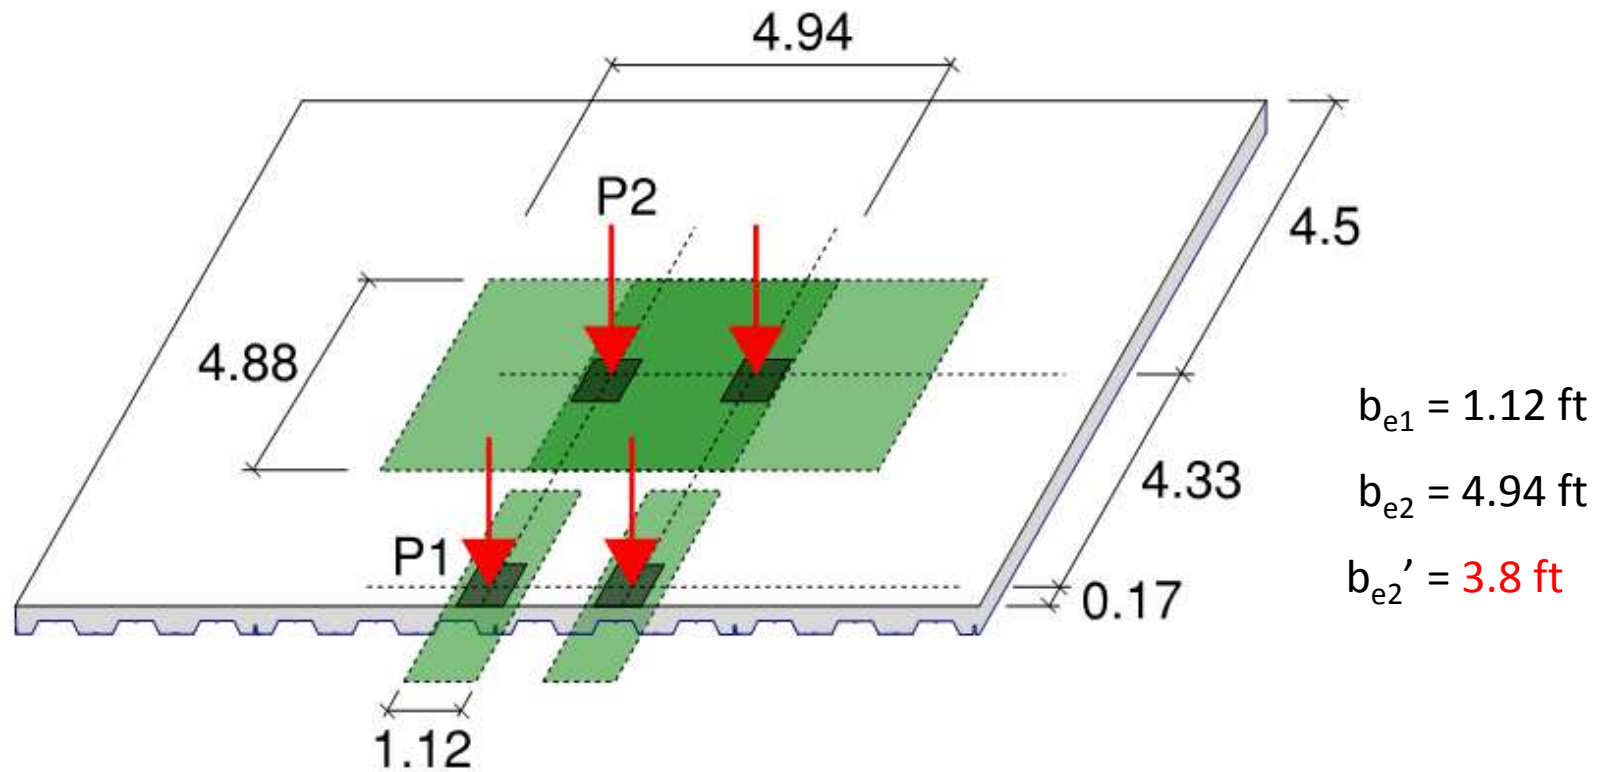 4.94
P2
4.5
4.88
4.33
P1
0.17
1.12
bₑ₁ = 1.12 ft
bₑ₂ = 4.94 ft
bₑ₂’ = 3.8 ft